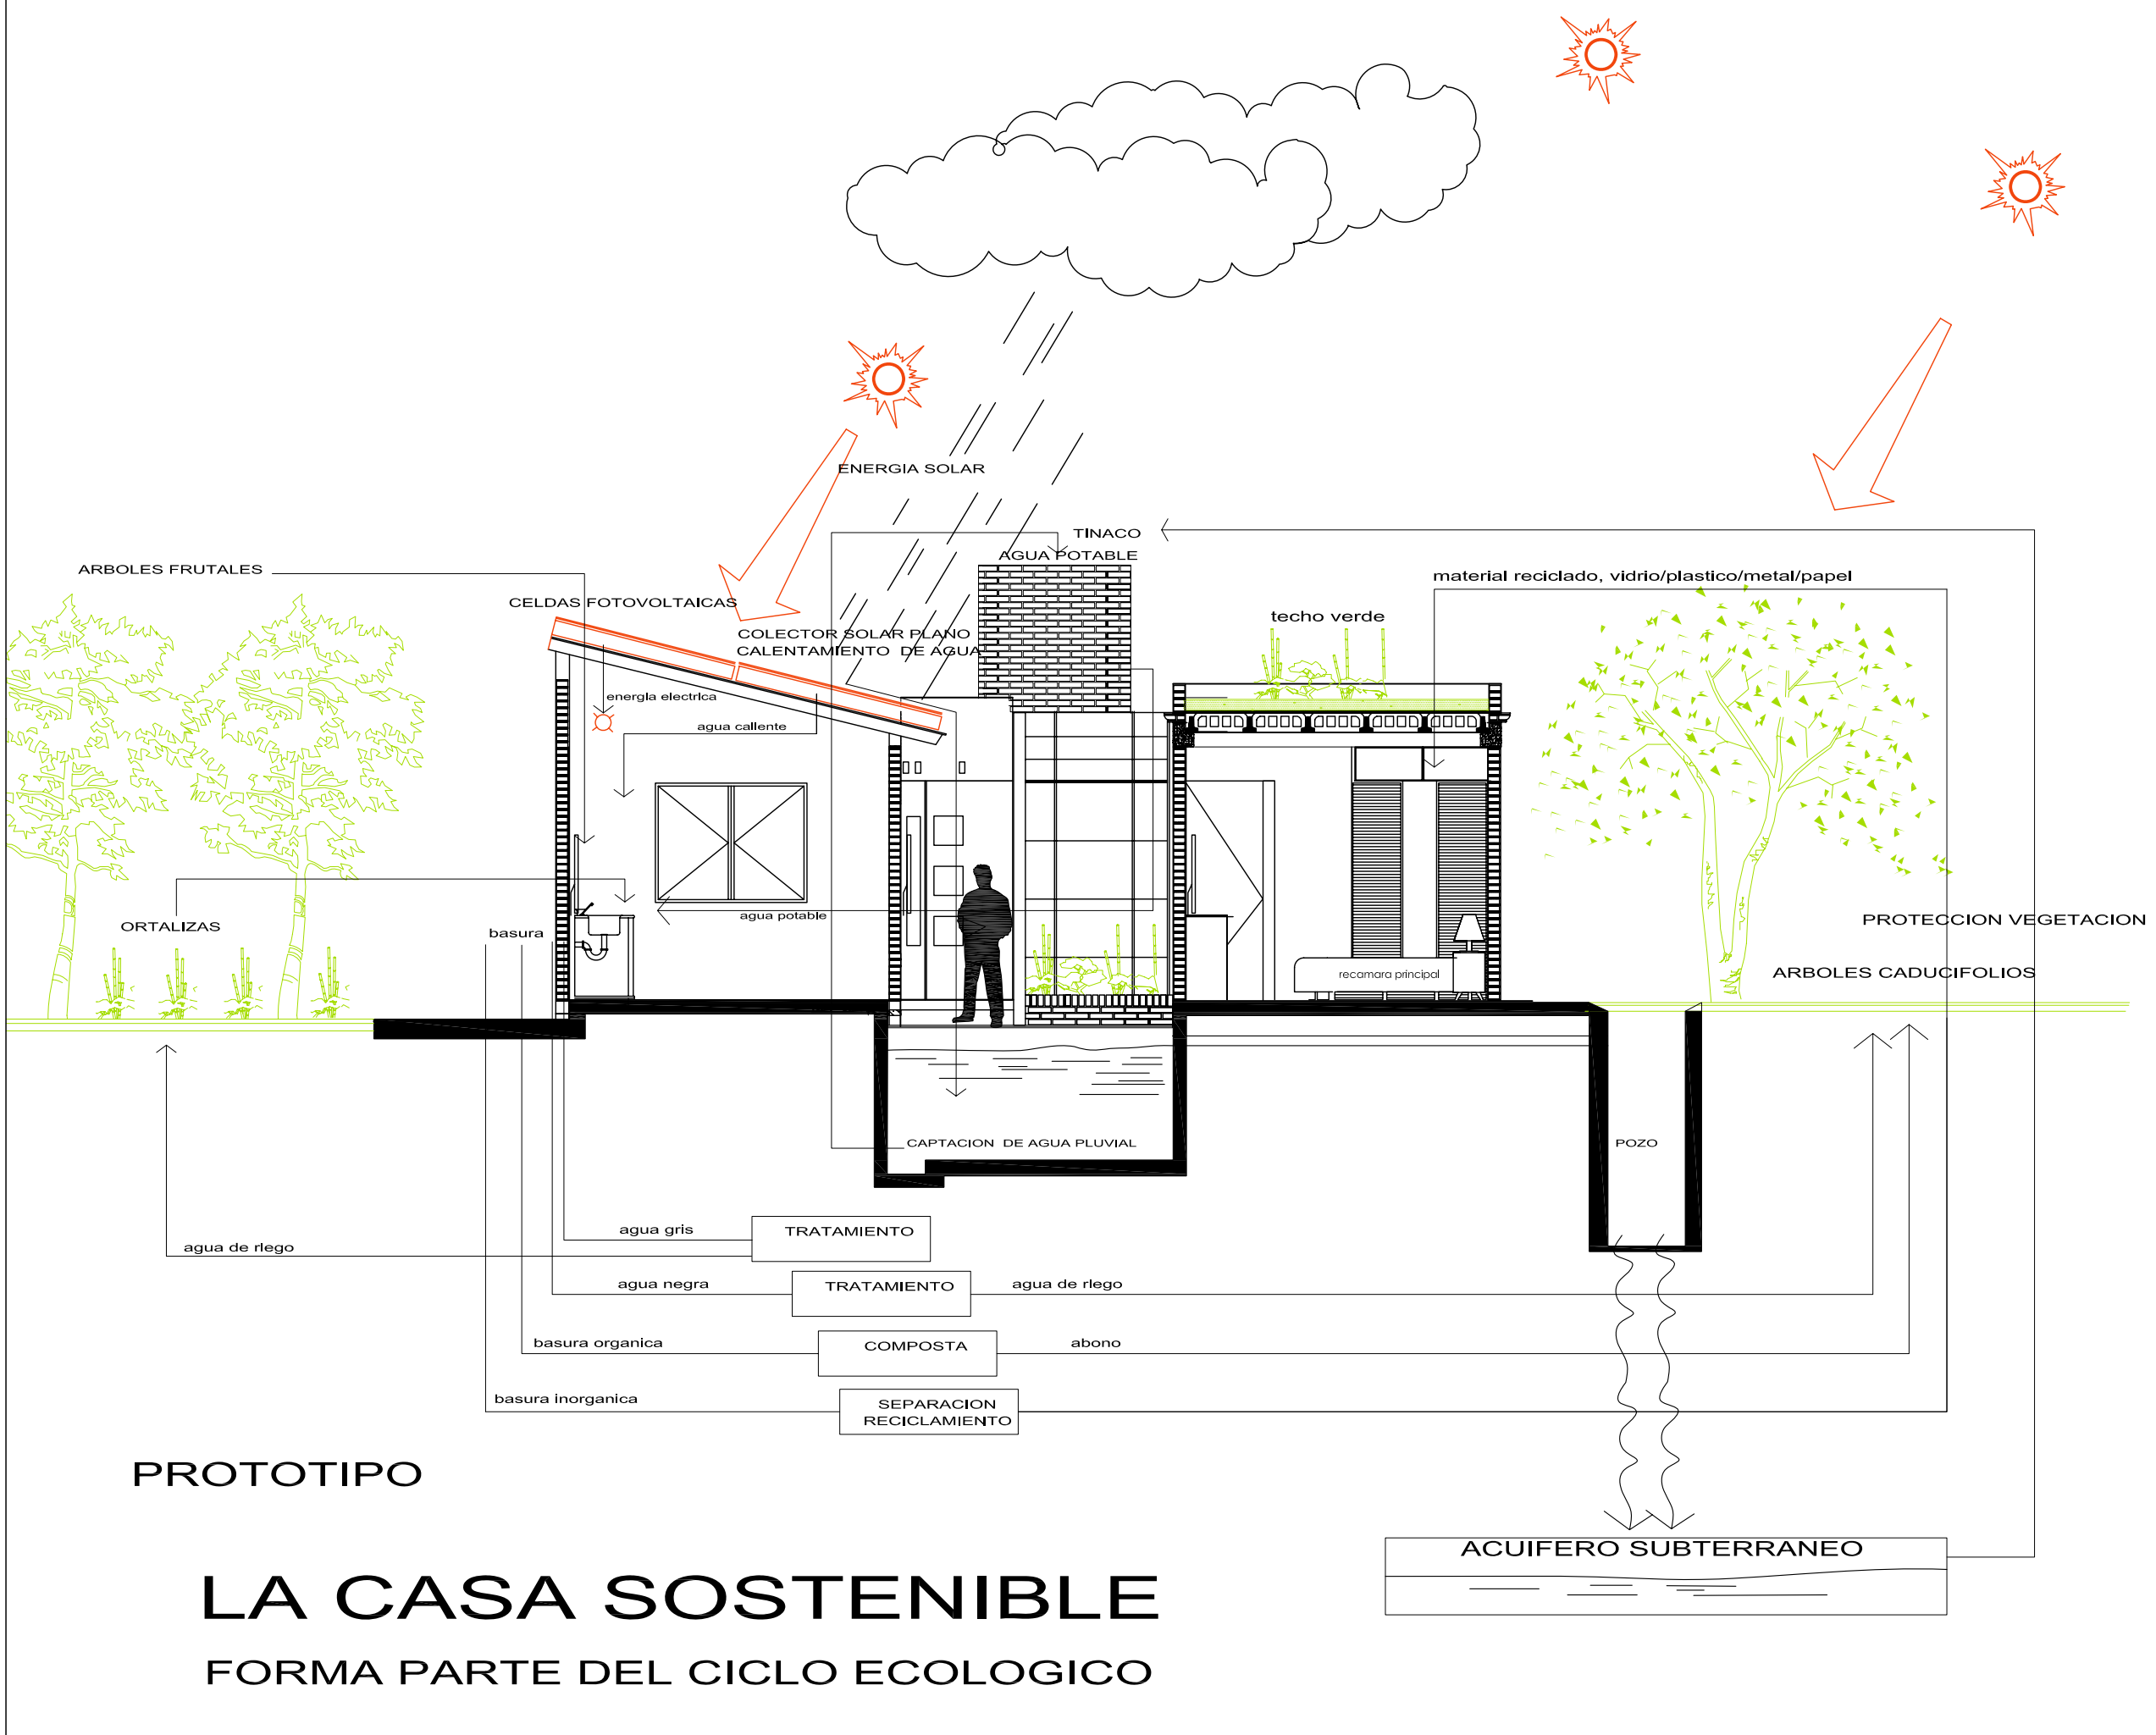 ENERGIA SOLAR
TINACO
AGUA POTABLE
ARBOLES FRUTALES
material reciclado, vidrio/plastico/metal/papel
CELDAS FOTOVOLTAICAS
techo verde
COLECTOR SOLAR PLANO
CALENTAMIENTO DE AGUA
energia electrica
agua caliente
agua potable
ORTALIZAS
basura
PROTECCION VEGETACION
recamara principal
ARBOLES CADUCIFOLIOS
CAPTACION DE AGUA PLUVIAL
POZO
agua gris
TRATAMIENTO
agua de riego
agua negra
TRATAMIENTO
agua de riego
basura organica
COMPOSTA
abono
basura inorganica
SEPARACION
RECICLAMIENTO
PROTOTIPO
ACUIFERO SUBTERRANEO
LA CASA SOSTENIBLE
FORMA PARTE DEL CICLO ECOLOGICO